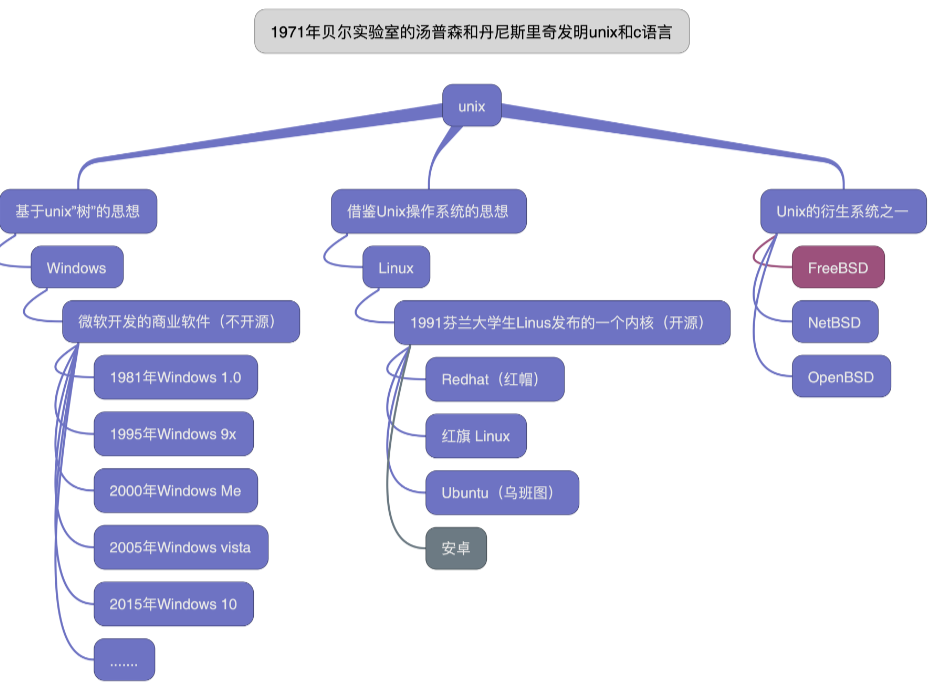 1971年贝尔实验室的汤普森和丹尼斯里奇发明unix和c语言
unix
基于unix"树"的思想
Windows
微软开发的商业软件（不开源）
1981年Windows 1.0
1995年Windows 9x
2000年Windows Me
2005年Windows vista
2015年Windows 10
.......
借鉴Unix操作系统的思想
Linux
1991芬兰大学生Linus发布的一个内核（开源）
Redhat（红帽）
红旗 Linux
Ubuntu（乌班图）
安卓
Unix的衍生系统之一
FreeBSD
NetBSD
OpenBSD